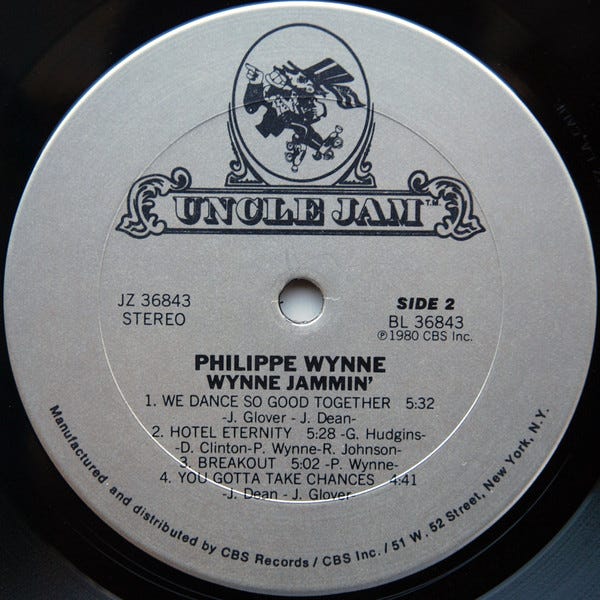 UNCLE JAM T.M.
JZ 36843
STEREO
SIDE 2
BL 36843
℗1980 CBS Inc.
PHILIPPE WYNNE
WYNNE JAMMIN'
1. WE DANCE SO GOOD TOGETHER 5:32
-J. Glover - J. Dean-
2. HOTEL ETERNITY 5:28 -G. Hudgins-
-D. Clinton-P. Wynne-R. Johnson-
3. BREAKOUT 5:02 -P. Wynne-
4. YOU GOTTA TAKE CHANCES 4:41
-J. Dean - J. Glover-
Manufactured and distributed by CBS Records / CBS Inc. / 51 W. 52 Street, New York, N.Y.